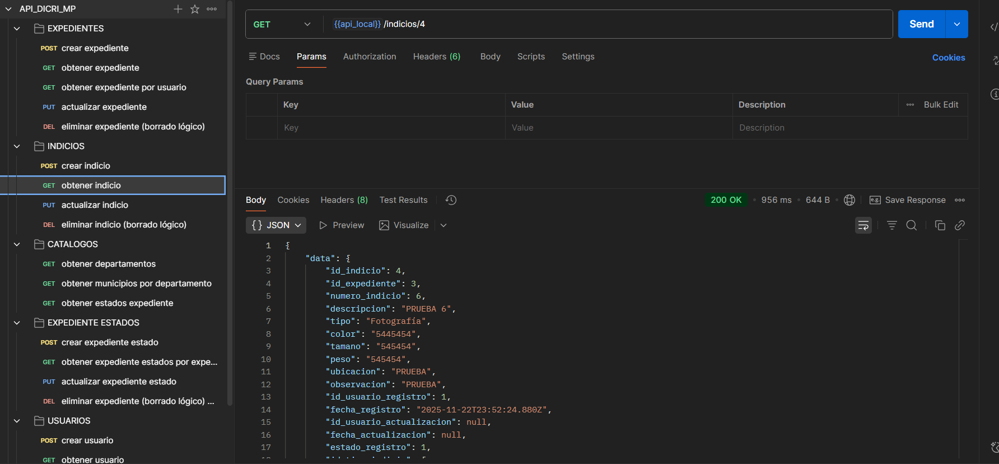 API_DICRI_MP
EXPEDIENTES
POST crear expediente
GET obtener expediente
GET obtener expediente por usuario
PUT actualizar expediente
DEL eliminar expediente (borrado lógico)
INDICIOS
POST crear indicio
GET obtener indicio
PUT actualizar indicio
DEL eliminar indicio (borrado lógico)
CATALOGOS
GET obtener departamentos
GET obtener municipios por departamento
GET obtener estados expediente
EXPEDIENTE ESTADOS
POST crear expediente estado
GET obtener expediente estados por expe...
PUT actualizar expediente estado
DEL eliminar expediente (borrado lógico) ...
USUARIOS
POST crear usuario
GET obtener usuario
GET {{api_local}} /indicios/4 Send
Docs Params Authorization Headers (6) Body Scripts Settings Cookies
Query Params
Key Value Description Bulk Edit
Key Value Description
Body Cookies Headers (8) Test Results 200 OK • 956 ms • 644 B • e.g. Save Response
{} JSON Preview Visualize
1 {
2 "data": {
3 "id_indicio": 4,
4 "id_expediente": 3,
5 "numero_indicio": 6,
6 "descripcion": "PRUEBA 6",
7 "tipo": "Fotografía",
8 "color": "5445454",
9 "tamano": "545454",
10 "peso": "545454",
11 "ubicacion": "PRUEBA",
12 "observacion": "PRUEBA",
13 "id_usuario_registro": 1,
14 "fecha_registro": "2025-11-22T23:52:24.880Z",
15 "id_usuario_actualizacion": null,
16 "fecha_actualizacion": null,
17 "estado_registro": 1,